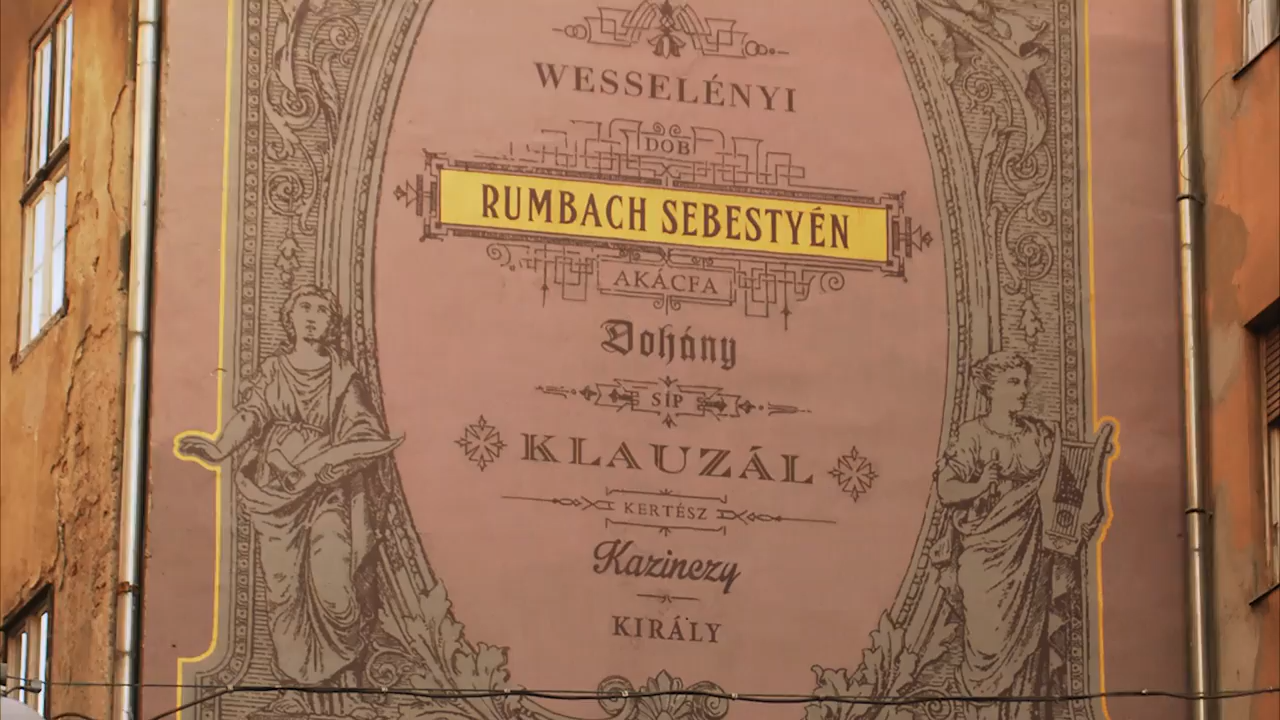 WESSELÉNYI
DOB
RUMBACH SEBESTYÉN
AKÁCFA
Dohány
SÍP
KLAUZÁL
KERTÉSZ
Kazinczy
KIRÁLY